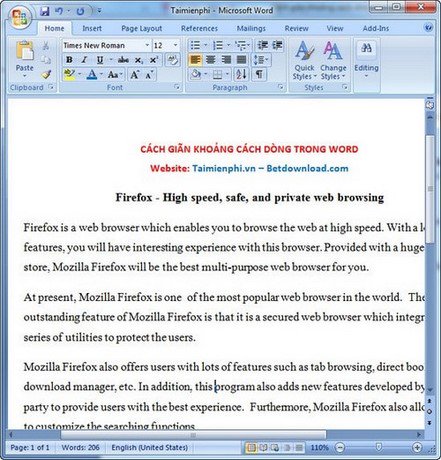 Taimienphi - Microsoft Word
Home Insert Page Layout References Mailings Review View Add-Ins
Paste
Times New Roman 12
B I U abc x₂ x² Aa
Quick Styles
Change Styles
Editing
Clipboard Font Paragraph Styles
CÁCH GIÃN KHOẢNG CÁCH DÒNG TRONG WORD
Website: Taimienphi.vn – Betdownload.com
Firefox - High speed, safe, and private web browsing
Firefox is a web browser which enables you to browse the web at high speed. With a
features, you will have interesting experience with this browser. Provided with a huge
store, Mozilla Firefox will be the best multi-purpose web browser for you.
At present, Mozilla Firefox is one of the most popular web browser in the world. The
outstanding feature of Mozilla Firefox is that it is a secured web browser which integr
series of utilities to protect the users.
Mozilla Firefox also offers users with lots of features such as tab browsing, direct boo
download manager, etc. In addition, this program also adds new features developed by
party to provide users with the best experience. Furthermore, Mozilla Firefox also allo
to customize the searching functions
Page: 1 of 1 Words: 206 English (United States) 110%